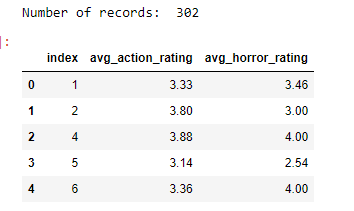 Number of records:  302
:
index avg_action_rating avg_horror_rating
0 1 3.33 3.46
1 2 3.80 3.00
2 4 3.88 4.00
3 5 3.14 2.54
4 6 3.36 4.00